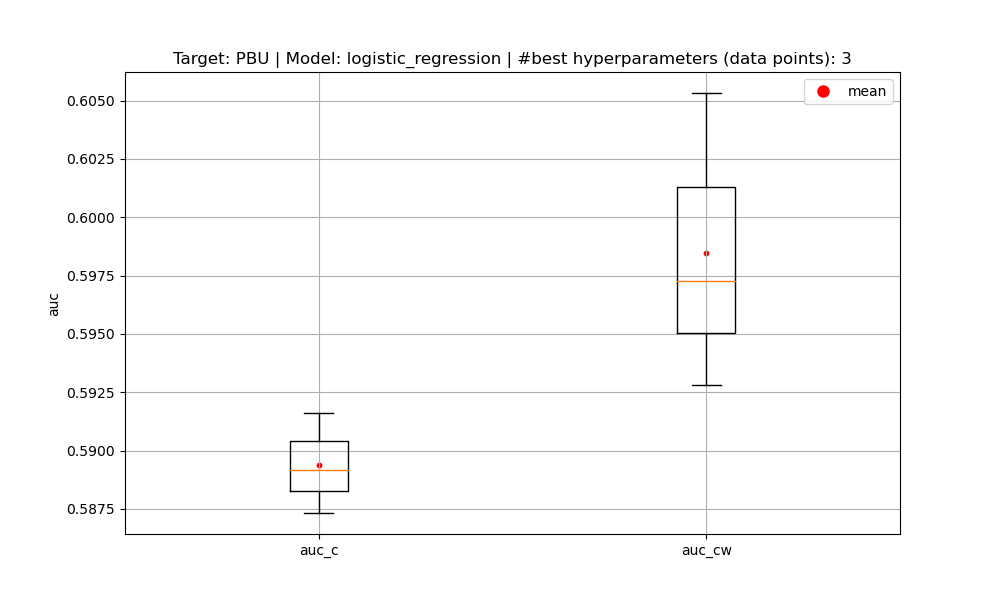 Target: PBU | Model: logistic_regression | #best hyperparameters (data points): 3
mean
0.6050
0.6025
0.6000
0.5975
0.5950
0.5925
0.5900
0.5875
auc
auc_c
auc_cw